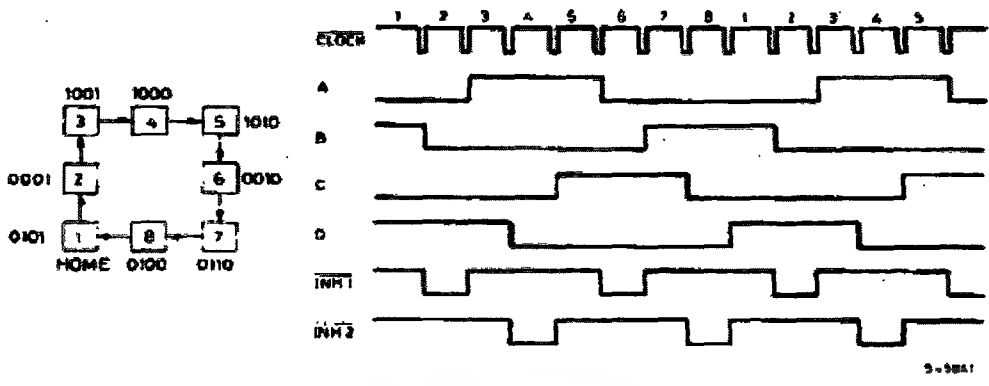 1001 1000
3 4 5 1010
0001 2 6 0010
0101 1 8 7
HOME 0100 0110
1 2 3 4 5 6 7 8 1 2 3 4 5
CLOCK
A
B
C
D
INH 1
INH 2